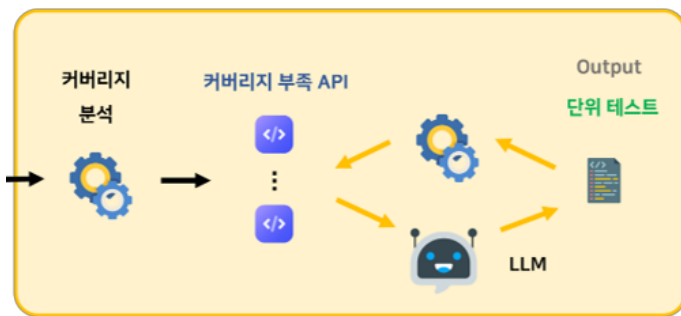 커버리지
분석
커버리지 부족 API
</>
⋮
</>
Output
단위 테스트
</>
LLM